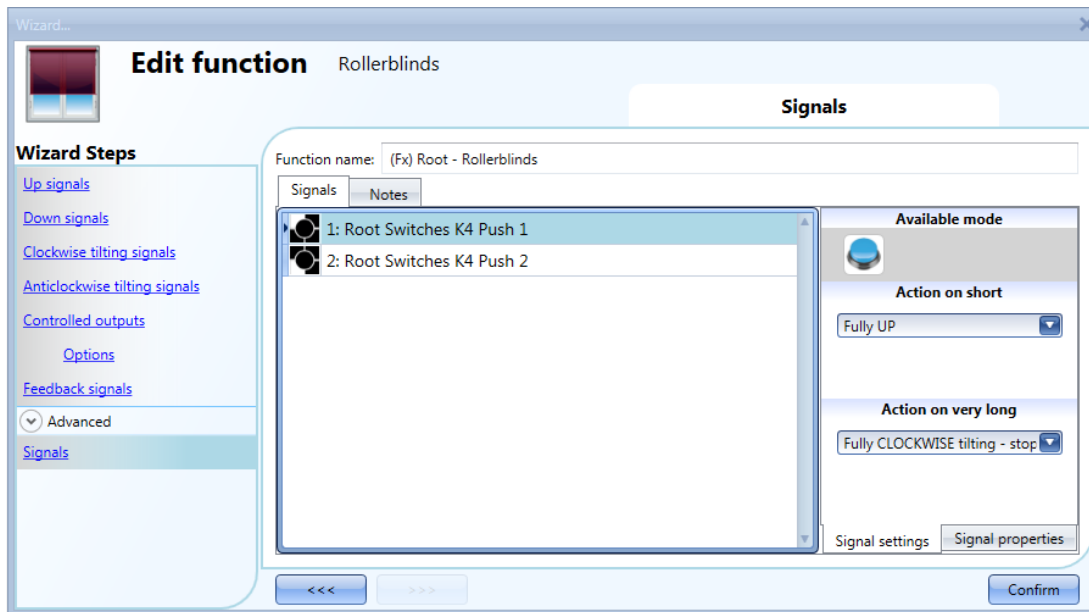 Wizard...
Edit function Rollerblinds
Signals
Wizard Steps
Up signals
Down signals
Clockwise tilting signals
Anticlockwise tilting signals
Controlled outputs
Options
Feedback signals
Advanced
Signals
Function name: (Fx) Root - Rollerblinds
Signals Notes
1: Root Switches K4 Push 1
2: Root Switches K4 Push 2
Available mode
Action on short
Fully UP
Action on very long
Fully CLOCKWISE tilting - stop
Signal settings Signal properties
<<< >>> Confirm